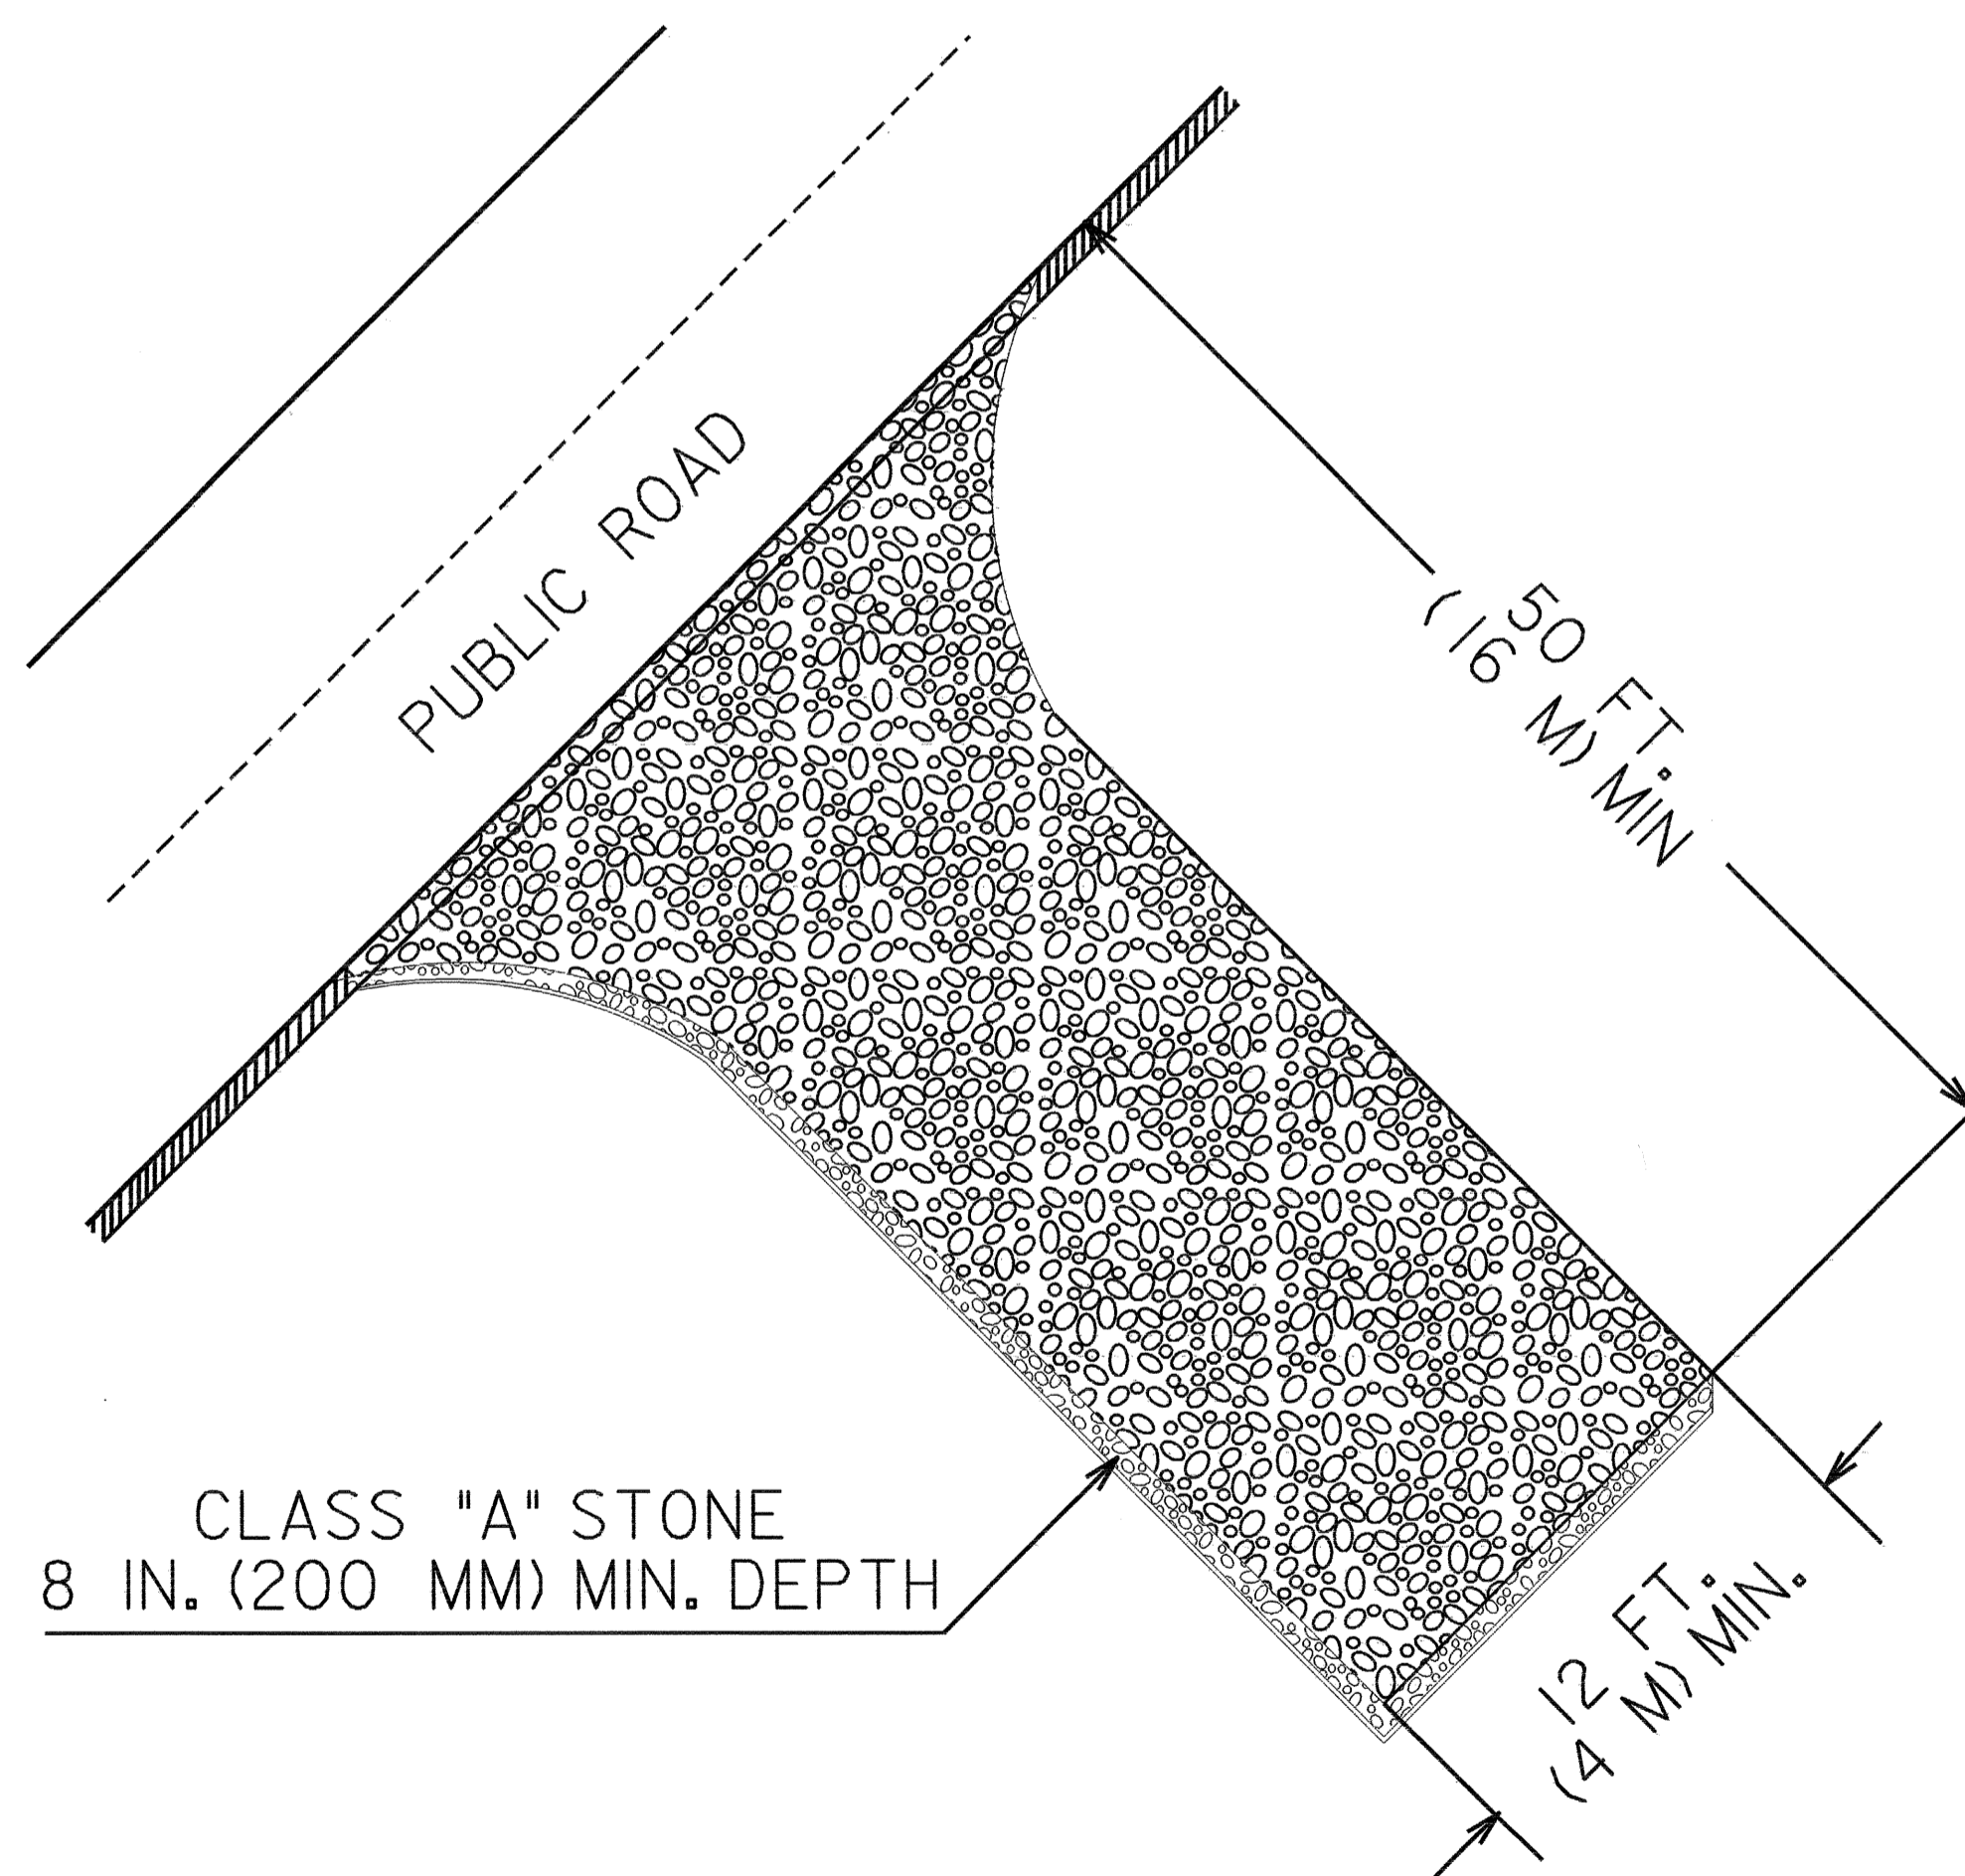 PUBLIC ROAD
50 FT.
(16 M) MIN
CLASS "A" STONE
8 IN. (200 MM) MIN. DEPTH
12 FT.
(4 M) MIN.